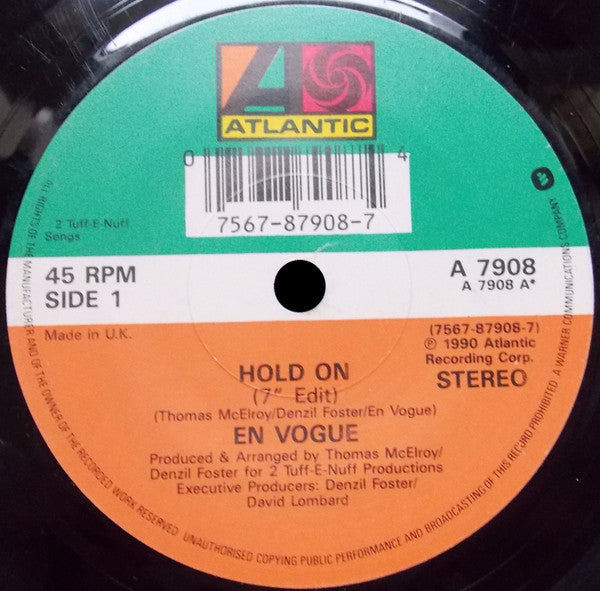 ATLANTIC
0 4
7567-87908-7
2 Tuff-E-Nuff
Songs
45 RPM
SIDE 1
A 7908
A 7908 A*
Made in U.K.
(7567-87908-7)
℗ 1990 Atlantic
Recording Corp.
STEREO
HOLD ON
(7" Edit)
(Thomas McElroy/Denzil Foster/En Vogue)
EN VOGUE
Produced & Arranged by Thomas McElroy/
Denzil Foster for 2 Tuff-E-Nuff Productions
Executive Producers: Denzil Foster/
David Lombard
ALL RIGHTS OF THE MANUFACTURER AND OF THE OWNER OF THE RECORDED WORK RESERVED UNAUTHORISED COPYING PUBLIC PERFORMANCE AND BROADCASTING OF THIS RECORD PROHIBITED A WARNER COMMUNICATIONS COMPANY